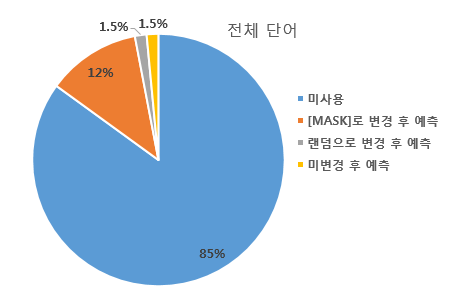 전체 단어
1.5%
1.5%
12%
85%
미사용
[MASK]로 변경 후 예측
랜덤으로 변경 후 예측
미변경 후 예측